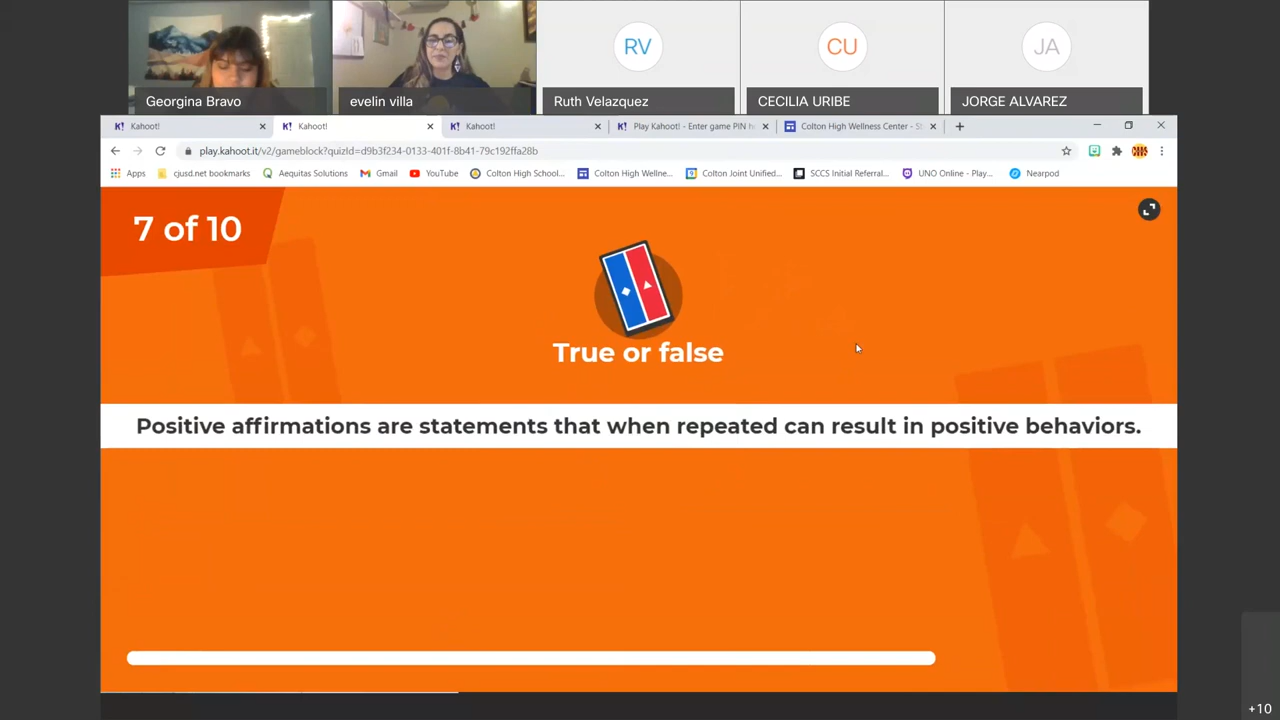 RV
CU
JA
Georgina Bravo
evelin villa
Ruth Velazquez
CECILIA URIBE
JORGE ALVAREZ
K! Kahoot!
K! Kahoot!
K! Kahoot!
K! Play Kahoot! - Enter game PIN h
Colton High Wellness Center - S
play.kahoot.it/v2/gameblock?quizId=d9b3f234-0133-401f-8b41-79c192ffa28b
Apps
cjusd.net bookmarks
Aequitas Solutions
Gmail
YouTube
Colton High School...
Colton High Wellne...
Colton Joint Unified...
SCCS Initial Referral...
UNO Online - Play...
Nearpod
7 of 10
True or false
Positive affirmations are statements that when repeated can result in positive behaviors.
+10